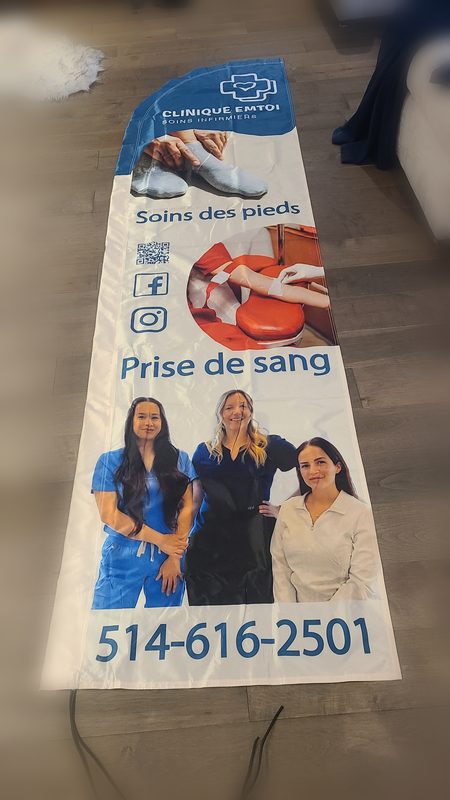 CLINIQUE EMTOI
SOINS INFIRMIERS
Soins des pieds
Prise de sang
514-616-2501